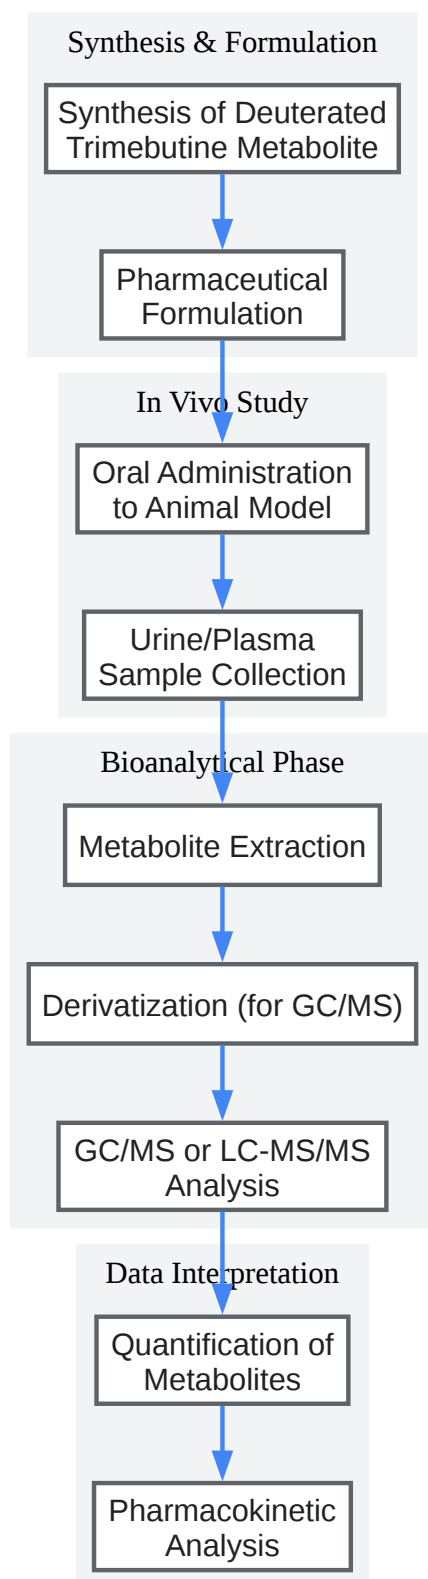 Synthesis & Formulation
Synthesis of Deuterated
Trimebutine Metabolite
Pharmaceutical
Formulation
In Vivo Study
Oral Administration
to Animal Model
Urine/Plasma
Sample Collection
Bioanalytical Phase
Metabolite Extraction
Derivatization (for GC/MS)
GC/MS or LC-MS/MS
Analysis
Data Interpretation
Quantification of
Metabolites
Pharmacokinetic
Analysis